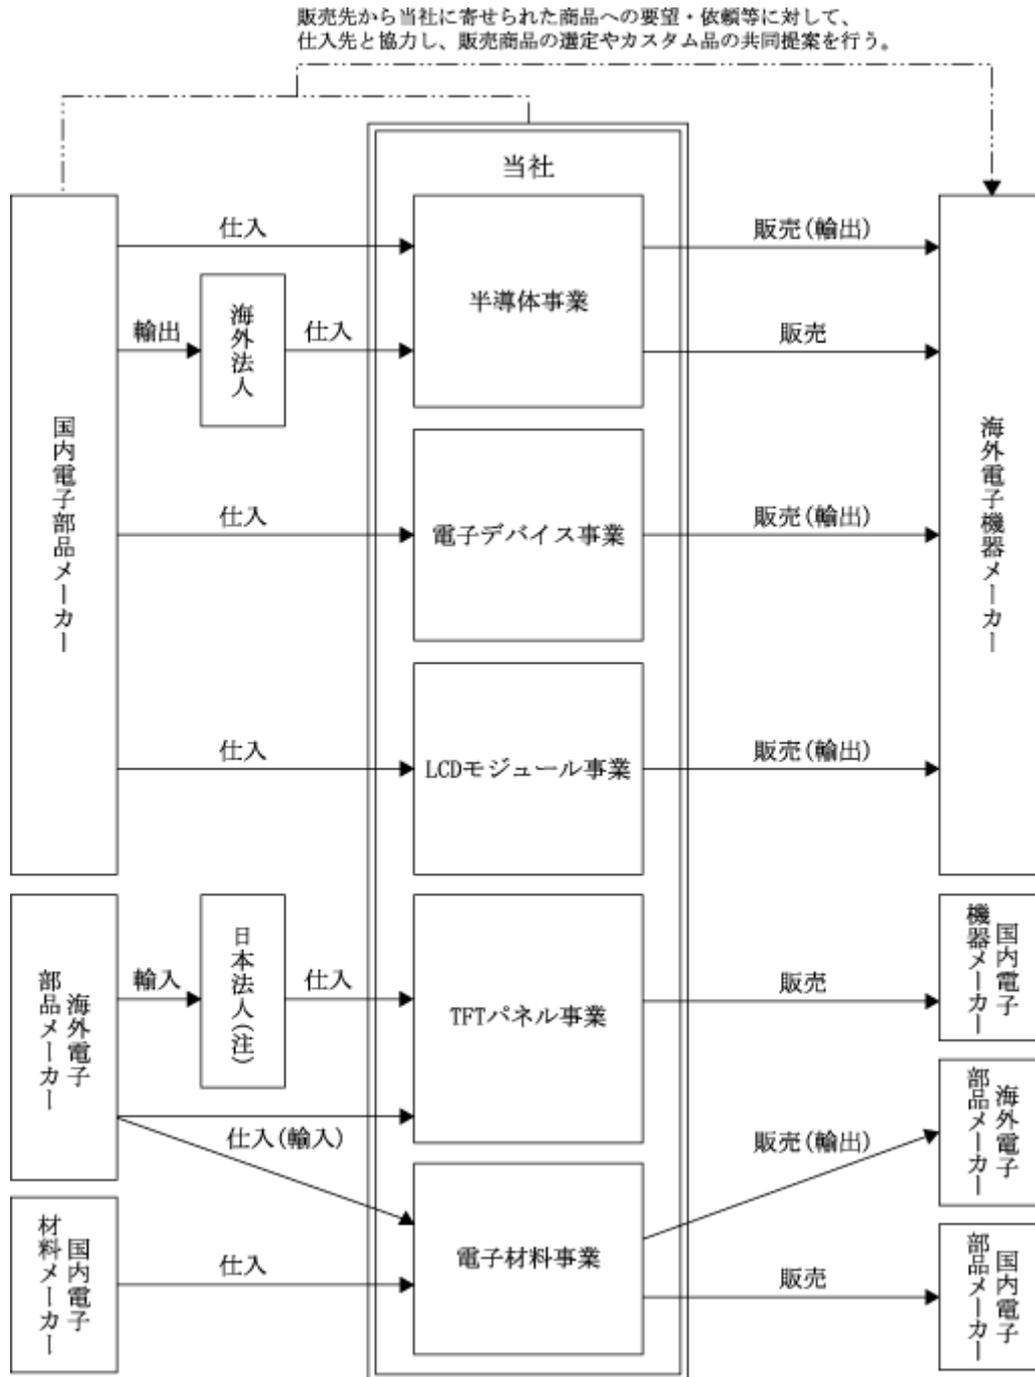 販売先から当社に寄せられた商品への要望・依頼等に対して、
仕入先と協力し、販売商品の選定やカスタム品の共同提案を行う。
当社
国内電子部品メーカー
仕入
輸出
海外法人
仕入
半導体事業
販売(輸出)
販売
海外電子機器メーカー
仕入
電子デバイス事業
販売(輸出)
仕入
LCDモジュール事業
販売(輸出)
海外電子
部品メーカー
輸入
日本法人(注)
仕入
TFTパネル事業
販売
国内電子
機器メーカー
仕入(輸入)
販売(輸出)
海外電子
部品メーカー
国内電子
材料メーカー
仕入
電子材料事業
販売
国内電子
部品メーカー